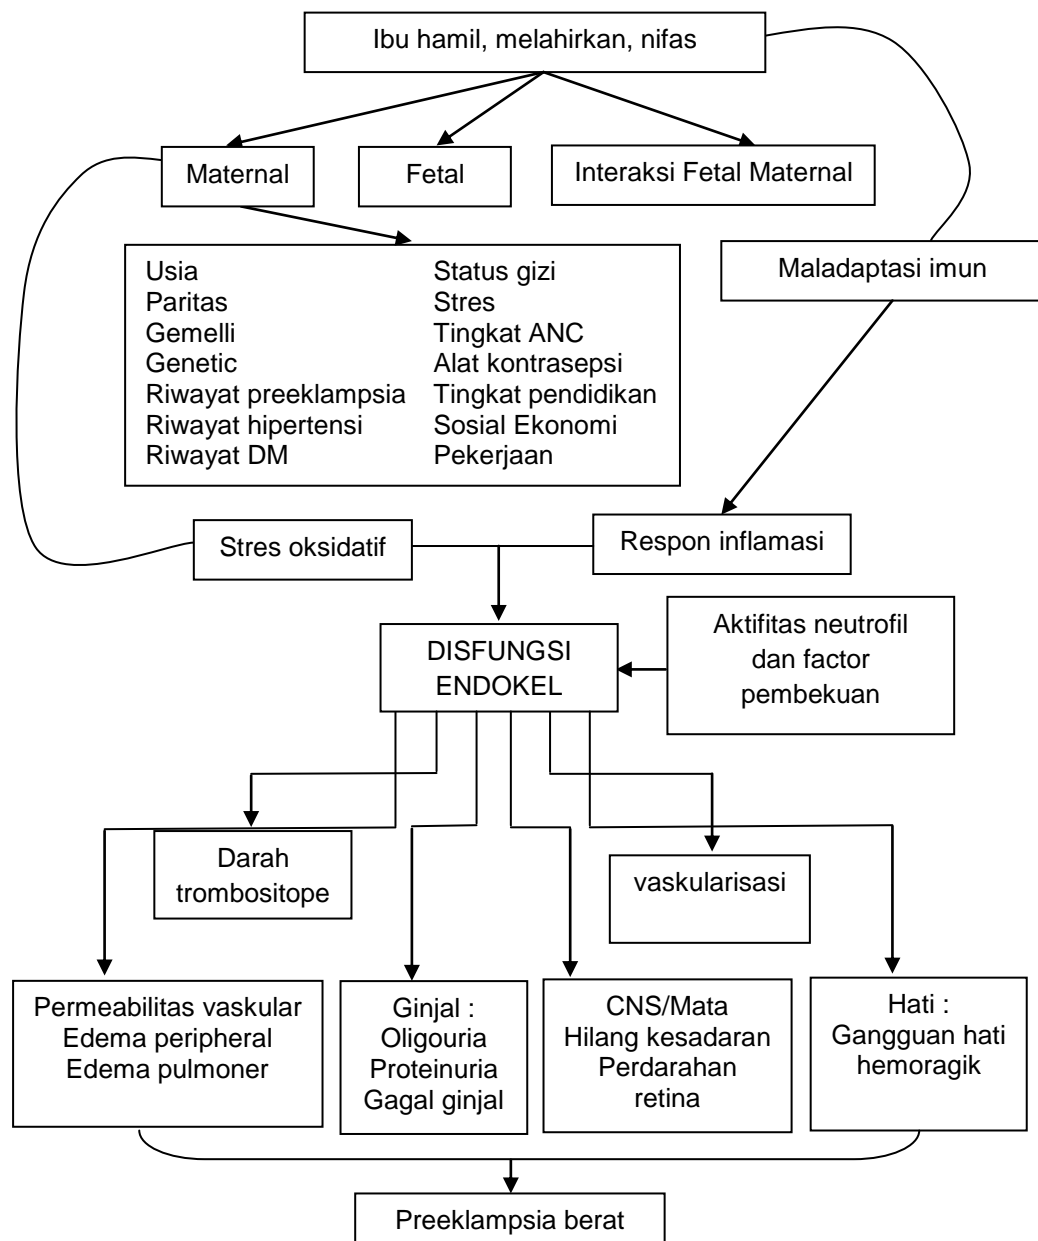 Ibu hamil, melahirkan, nifas
Maternal
Fetal
Interaksi Fetal Maternal
Usia
Paritas
Gemelli
Genetic
Riwayat preeklampsia
Riwayat hipertensi
Riwayat DM
Status gizi
Stres
Tingkat ANC
Alat kontrasepsi
Tingkat pendidikan
Sosial Ekonomi
Pekerjaan
Maladaptasi imun
Stres oksidatif
Respon inflamasi
DISFUNGSI
ENDOKEL
Aktifitas neutrofil
dan factor
pembekuan
Darah
trombositope
vaskularisasi
Permeabilitas vaskular
Edema peripheral
Edema pulmoner
Ginjal :
Oligouria
Proteinuria
Gagal ginjal
CNS/Mata
Hilang kesadaran
Perdarahan
retina
Hati :
Gangguan hati
hemoragik
Preeklampsia berat